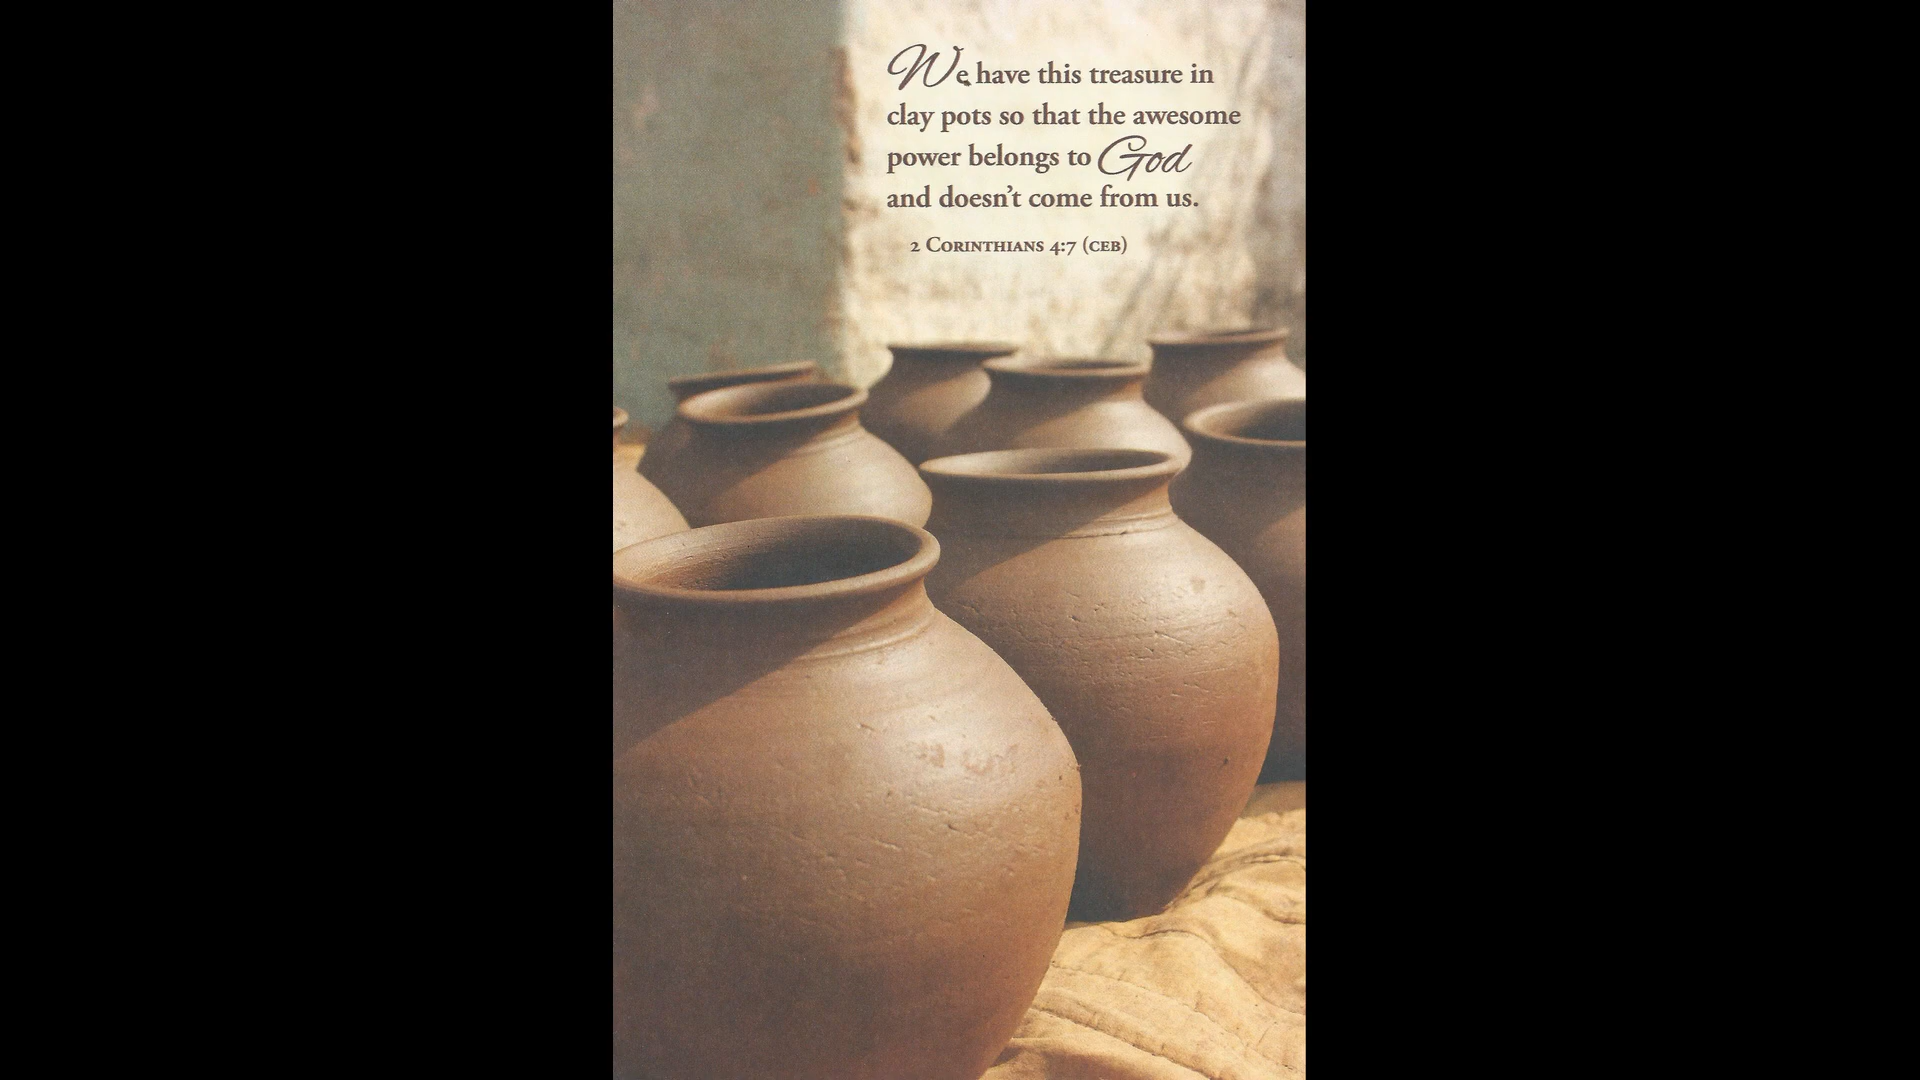 We have this treasure in
clay pots so that the awesome
power belongs to God
and doesn’t come from us.
2 Corinthians 4:7 (CEB)